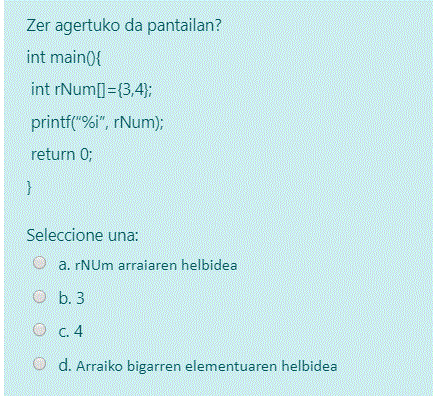 Zer agertuko da pantailan?
int main(){
int rNum[]={3,4};
printf("%i", rNum);
return 0;
}
Seleccione una:
a. rNUm arraiaren helbidea
b. 3
c. 4
d. Arraiko bigarren elementuaren helbidea